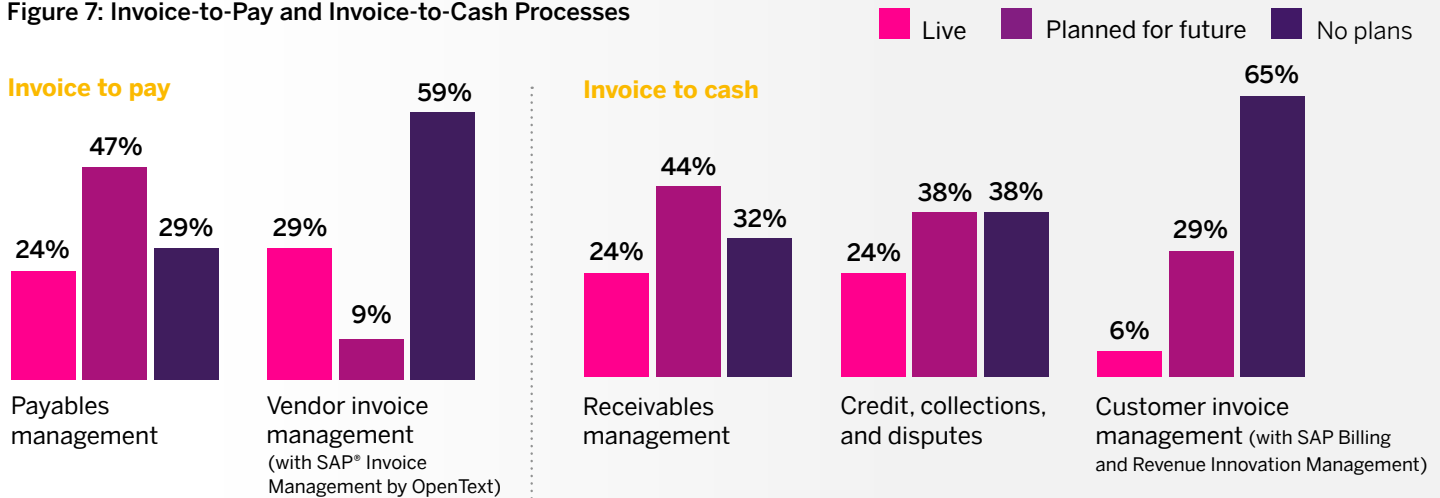 Figure 7: Invoice-to-Pay and Invoice-to-Cash Processes
Live
Planned for future
No plans
Invoice to pay
24%
47%
29%
Payables
management
29%
9%
59%
Vendor invoice
management
(with SAP® Invoice
Management by OpenText)
Invoice to cash
24%
44%
32%
Receivables
management
24%
38%
38%
Credit, collections,
and disputes
6%
29%
65%
Customer invoice
management (with SAP Billing
and Revenue Innovation Management)